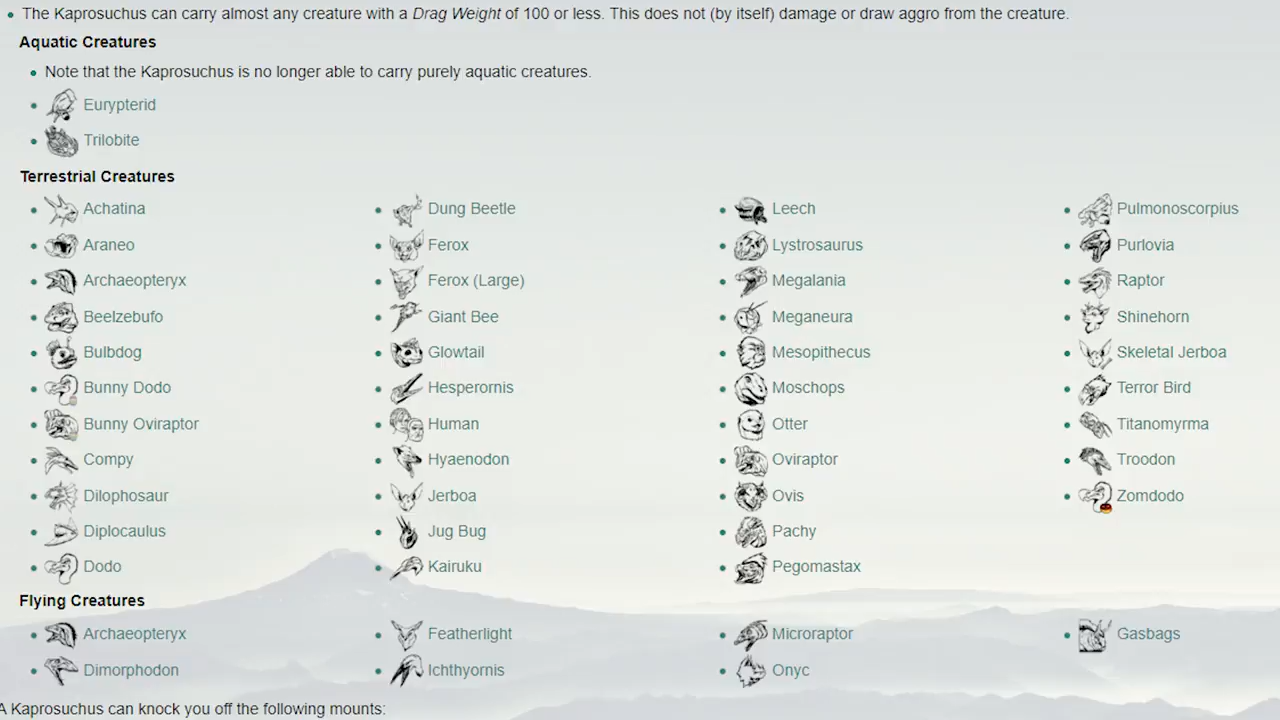 The Kaprosuchus can carry almost any creature with a Drag Weight of 100 or less. This does not (by itself) damage or draw aggro from the creature.
Aquatic Creatures
Note that the Kaprosuchus is no longer able to carry purely aquatic creatures.
Eurypterid
Trilobite
Terrestrial Creatures
Achatina
Araneo
Archaeopteryx
Beelzebufo
Bulbdog
Bunny Dodo
Bunny Oviraptor
Compy
Dilophosaur
Diplocaulus
Dodo
Dung Beetle
Ferox
Ferox (Large)
Giant Bee
Glowtail
Hesperornis
Human
Hyaenodon
Jerboa
Jug Bug
Kairuku
Leech
Lystrosaurus
Megalania
Meganeura
Mesopithecus
Moschops
Otter
Oviraptor
Ovis
Pachy
Pegomastax
Pulmonoscorpius
Purlovia
Raptor
Shinehorn
Skeletal Jerboa
Terror Bird
Titanomyrma
Troodon
Zomdodo
Flying Creatures
Archaeopteryx
Dimorphodon
Featherlight
Ichthyornis
Microraptor
Onyc
Gasbags
A Kaprosuchus can knock you off the following mounts: